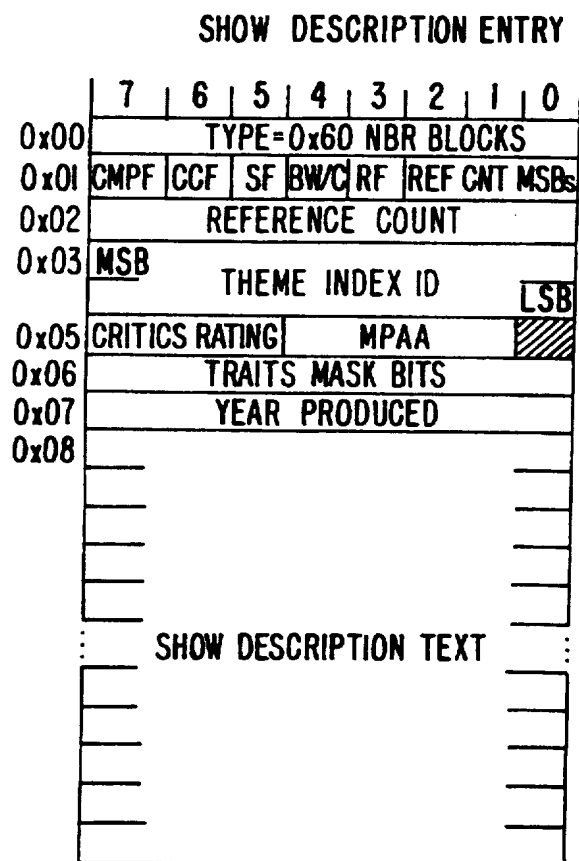 SHOW DESCRIPTION ENTRY
7 6 5 4 3 2 1 0
0x00 TYPE=0x60 NBR BLOCKS
0x01 CMPF CCF SF BW/C RF REF CNT MSBs
0x02 REFERENCE COUNT
0x03 MSB
THEME INDEX ID
LSB
0x05 CRITICS RATING MPAA
0x06 TRAITS MASK BITS
0x07 YEAR PRODUCED
0x08
SHOW DESCRIPTION TEXT